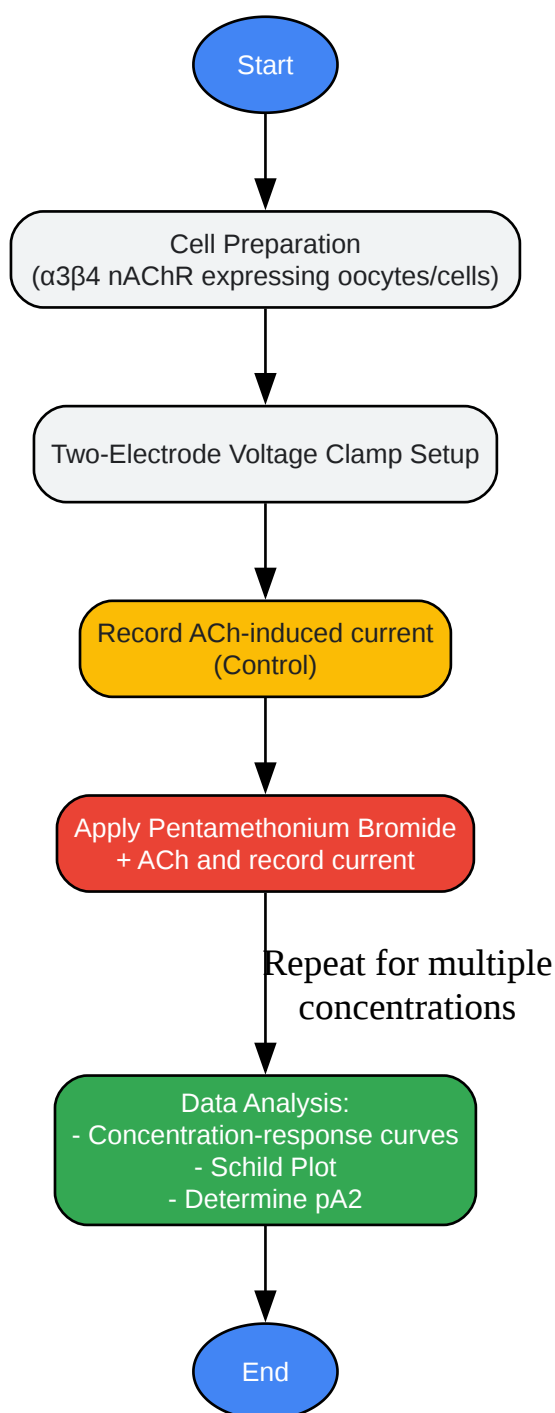 Start
Cell Preparation
(α3β4 nAChR expressing oocytes/cells)
Two-Electrode Voltage Clamp Setup
Record ACh-induced current
(Control)
Apply Pentamethonium Bromide
+ ACh and record current
Repeat for multiple
concentrations
Data Analysis:
- Concentration-response curves
- Schild Plot
- Determine pA2
End